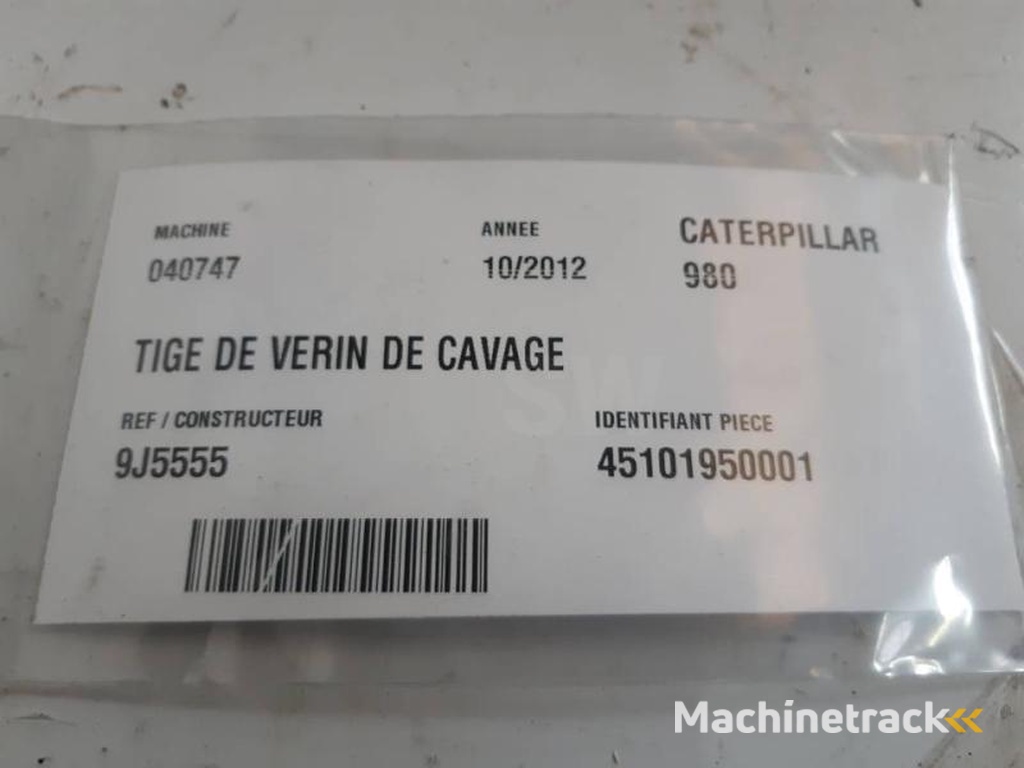 MACHINE
040747
ANNEE
10/2012
CATERPILLAR
980
TIGE DE VERIN DE CAVAGE
REF / CONSTRUCTEUR
9J5555
IDENTIFIANT PIECE
45101950001
SW
Machinetrack